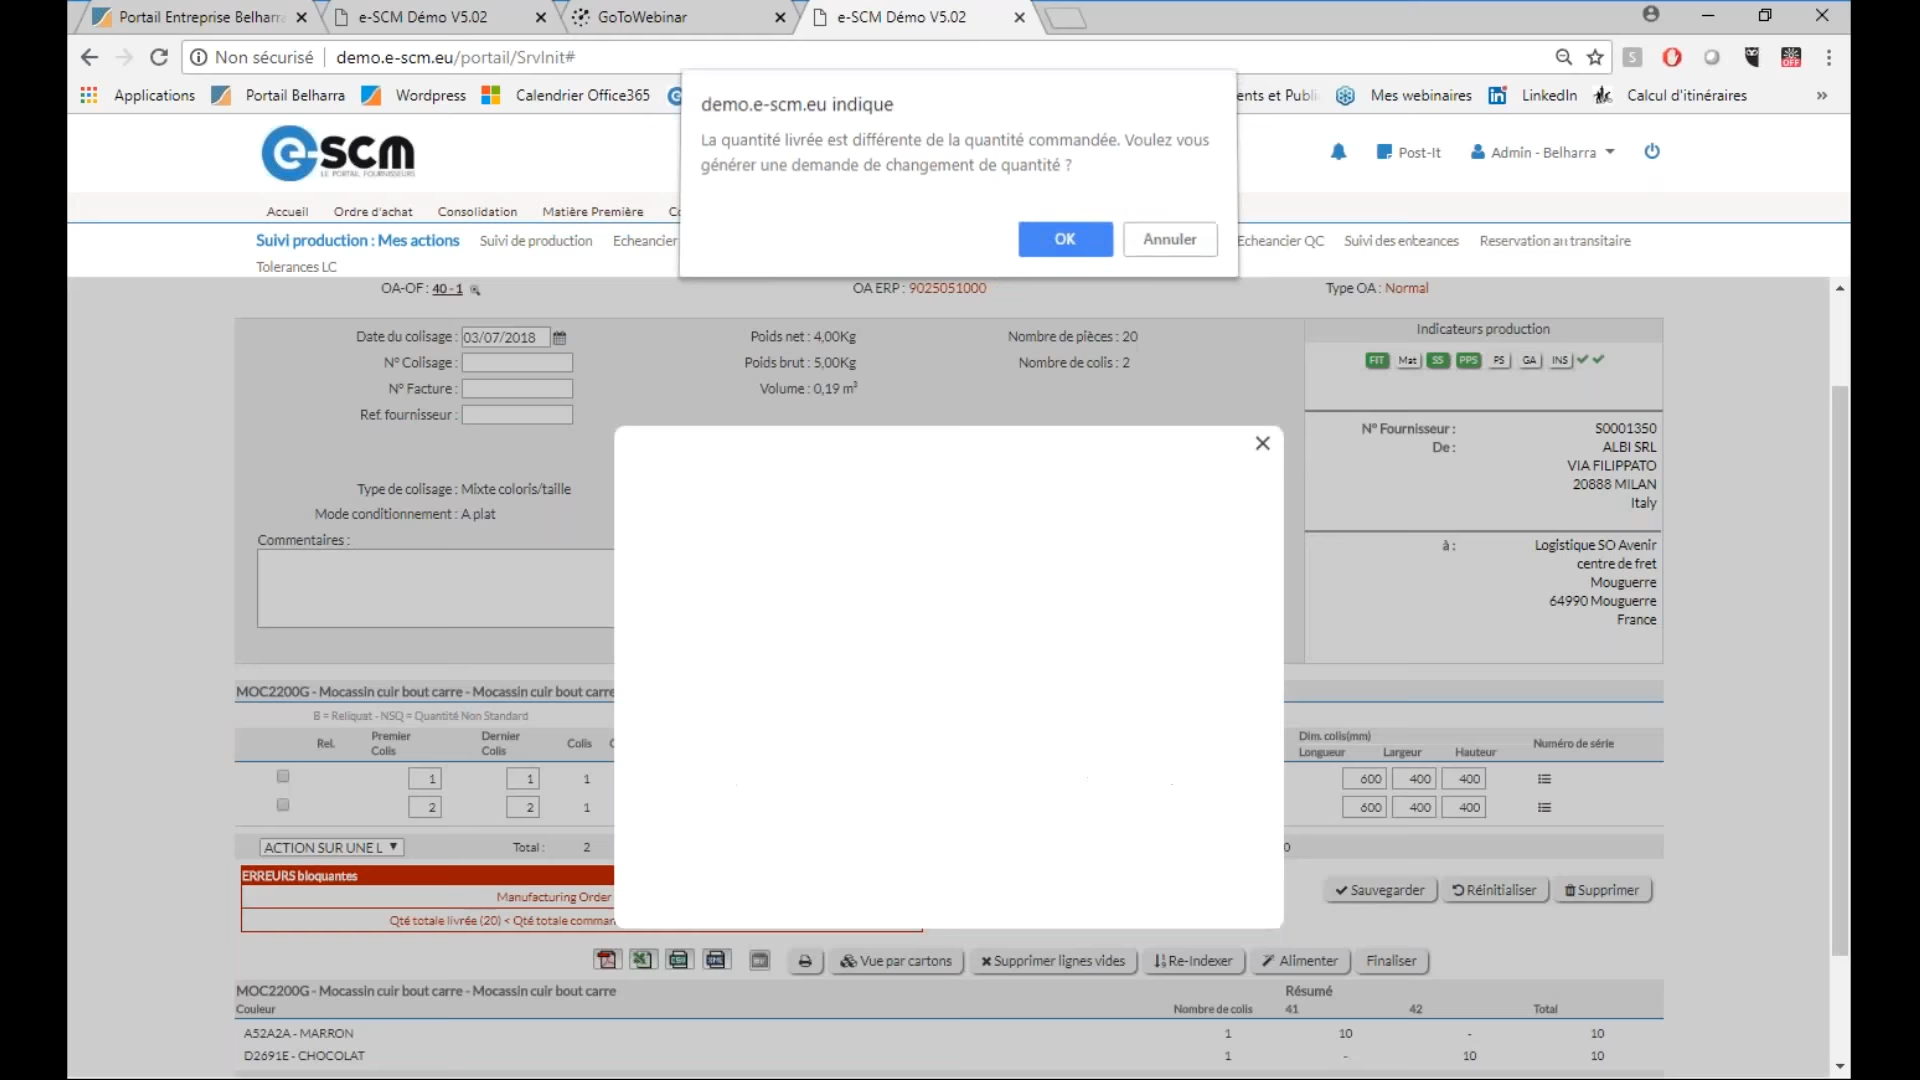 Portail Entreprise Belharra
e-SCM Démo V5.02
GoToWebinar
e-SCM Démo V5.02
Non sécurisé
demo.e-scm.eu/portail/SrvInit#
Applications
Portail Belharra
Wordpress
Calendrier Office365
Mes webinaires
LinkedIn
Calcul d'itinéraires
»
demo.e-scm.eu indique
La quantité livrée est différente de la quantité commandée. Voulez vous
générer une demande de changement de quantité ?
OK
Annuler
e-scm
LE PORTAIL FOURNISSEURS
Post-It
Admin - Belharra
Accueil
Ordre d'achat
Consolidation
Matière Première
Suivi production : Mes actions
Suivi de production
Echeancier
Echeancier QC
Suivi des enceances
Reservation au transitaire
Tolerances LC
OA-OF : 40 - 1
OA ERP : 9025051000
Type OA : Normal
Date du colisage : 03/07/2018
N° Colisage :
N° Facture :
Ref. fournisseur :
Poids net : 4,00Kg
Poids brut : 5,00Kg
Volume : 0,19 m³
Nombre de pièces : 20
Nombre de colis : 2
Indicateurs production
FIT Mat SS PPS PS GA INS
N° Fournisseur : S0001350
De : ALBI SRL
VIA FILIPPATO
20888 MILAN
Italy
à : Logistique SO Avenir
centre de fret
Mouguerre
64990 Mouguerre
France
Type de colisage : Mixte coloris/taille
Mode conditionnement : A plat
Commentaires :
MOC2200G - Mocassin cuir bout carre - Mocassin cuir bout carre
B = Reliquat - NSQ = Quantité Non Standard
Rel.
Premier Colis
Dernier Colis
Colis
Dim. colis(mm)
Longueur
Largeur
Hauteur
Numéro de série
1 1 1 600 400 400
2 2 1 600 400 400
ACTION SUR UNE L
Total : 2
0
ERREURS bloquantes
Manufacturing Order
Qté totale livrée (20) < Qté totale
Sauvegarder
Réinitialiser
Supprimer
Vue par cartons
Supprimer lignes vides
Re-Indexer
Alimenter
Finaliser
MOC2200G - Mocassin cuir bout carre - Mocassin cuir bout carre
Résumé
Couleur
Nombre de colis
41
42
Total
A52A2A - MARRON 1 10 - 10
D2691E - CHOCOLAT 1 - 10 10